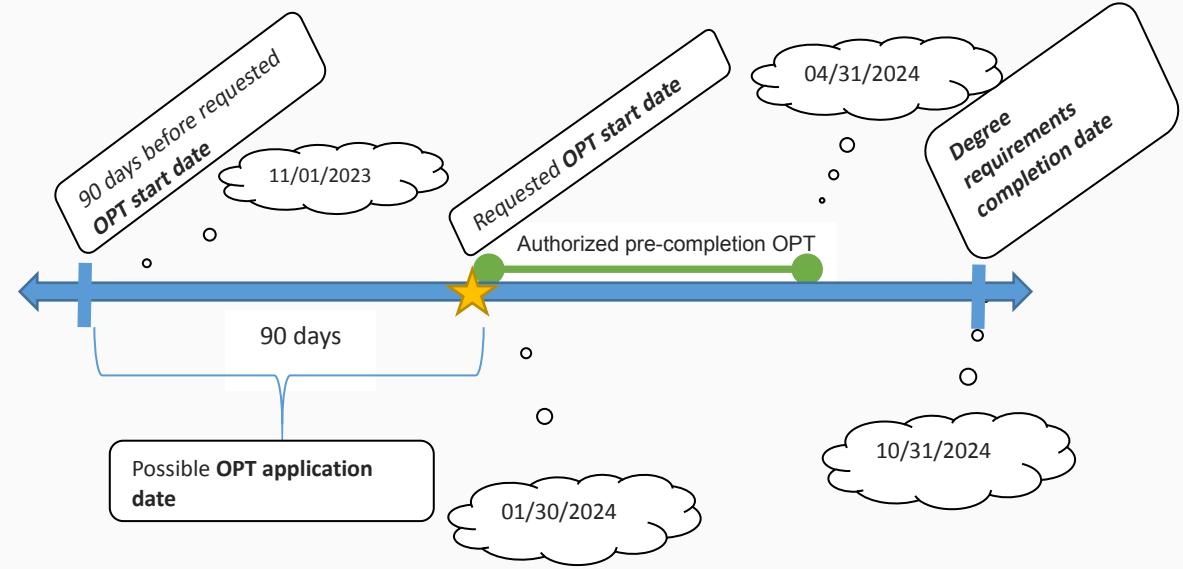 90 days before requested
OPT start date
11/01/2023
Requested OPT start date
04/31/2024
Degree
requirements
completion date
Authorized pre-completion OPT
90 days
Possible OPT application
date
01/30/2024
10/31/2024